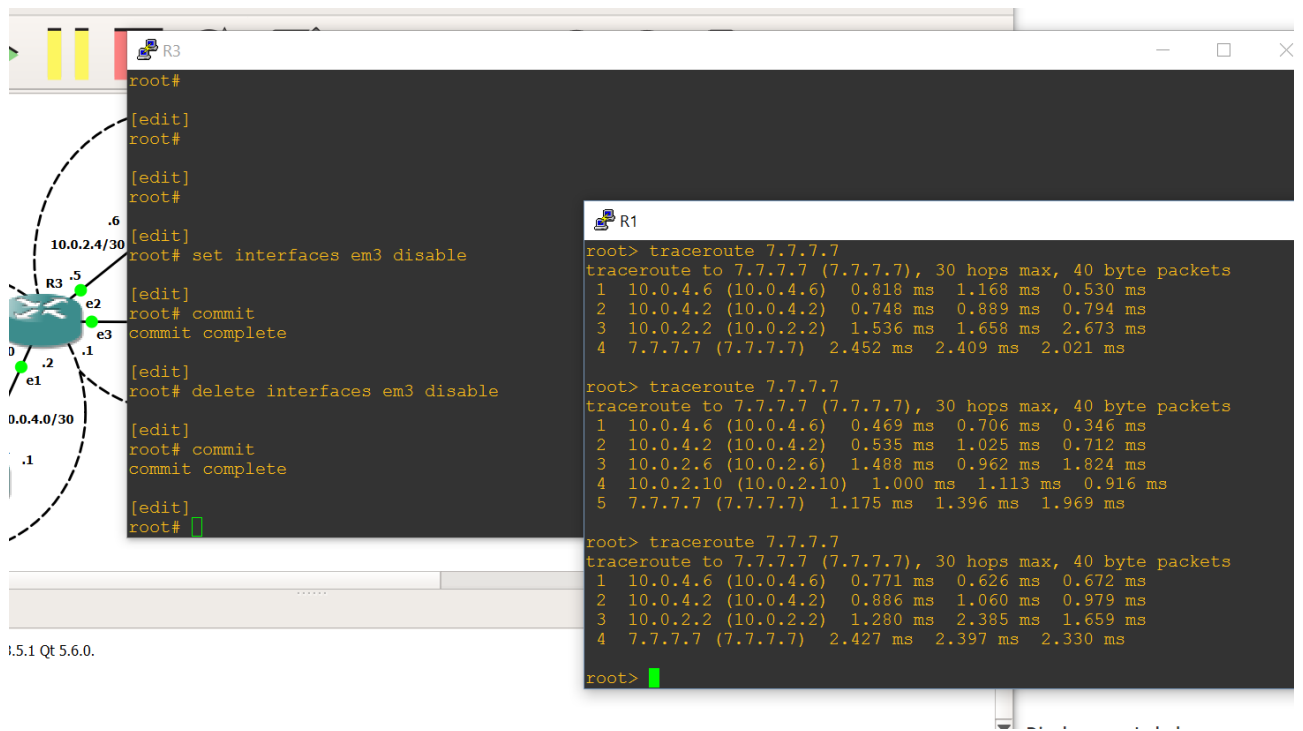 R3
root#
[edit]
root#
[edit]
root#
[edit]
root# set interfaces em3 disable
[edit]
root# commit
commit complete
[edit]
root# delete interfaces em3 disable
[edit]
root# commit
commit complete
[edit]
root#
.6
10.0.2.4/30
R3
.5
e2
e3
.1
.2
e1
0.0.4.0/30
.1
R1
root> traceroute 7.7.7.7
traceroute to 7.7.7.7 (7.7.7.7), 30 hops max, 40 byte packets
1 10.0.4.6 (10.0.4.6) 0.818 ms 1.168 ms 0.530 ms
2 10.0.4.2 (10.0.4.2) 0.748 ms 0.889 ms 0.794 ms
3 10.0.2.2 (10.0.2.2) 1.536 ms 1.658 ms 2.673 ms
4 7.7.7.7 (7.7.7.7) 2.452 ms 2.409 ms 2.021 ms
root> traceroute 7.7.7.7
traceroute to 7.7.7.7 (7.7.7.7), 30 hops max, 40 byte packets
1 10.0.4.6 (10.0.4.6) 0.469 ms 0.706 ms 0.346 ms
2 10.0.4.2 (10.0.4.2) 0.535 ms 1.025 ms 0.712 ms
3 10.0.2.6 (10.0.2.6) 1.488 ms 0.962 ms 1.824 ms
4 10.0.2.10 (10.0.2.10) 1.000 ms 1.113 ms 0.916 ms
5 7.7.7.7 (7.7.7.7) 1.175 ms 1.396 ms 1.969 ms
root> traceroute 7.7.7.7
traceroute to 7.7.7.7 (7.7.7.7), 30 hops max, 40 byte packets
1 10.0.4.6 (10.0.4.6) 0.771 ms 0.626 ms 0.672 ms
2 10.0.4.2 (10.0.4.2) 0.886 ms 1.060 ms 0.979 ms
3 10.0.2.2 (10.0.2.2) 1.280 ms 2.385 ms 1.659 ms
4 7.7.7.7 (7.7.7.7) 2.427 ms 2.397 ms 2.330 ms
root>
.5.1 Qt 5.6.0.